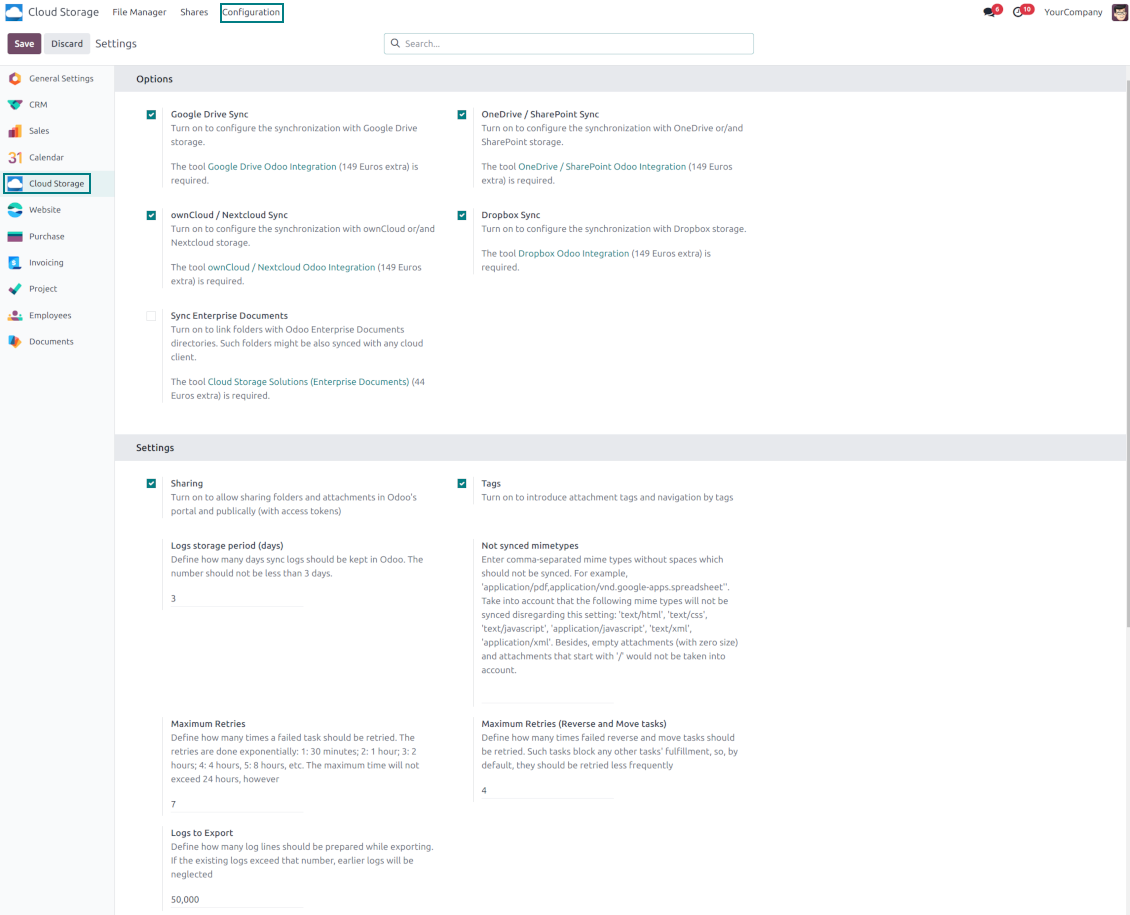 Cloud Storage File Manager Shares Configuration 6 10 YourCompany
Save Discard Settings Search...
General Settings
CRM
Sales
31 Calendar
Cloud Storage
Website
Purchase
$ Invoicing
Project
Employees
Documents
Options
Google Drive Sync
Turn on to configure the synchronization with Google Drive
storage.
The tool Google Drive Odoo Integration (149 Euros extra) is
required.
OneDrive / SharePoint Sync
Turn on to configure the synchronization with OneDrive or/and
SharePoint storage.
The tool OneDrive / SharePoint Odoo Integration (149 Euros
extra) is required.
ownCloud / Nextcloud Sync
Turn on to configure the synchronization with ownCloud or/and
Nextcloud storage.
The tool ownCloud / Nextcloud Odoo Integration (149 Euros
extra) is required.
Dropbox Sync
Turn on to configure the synchronization with Dropbox storage.
The tool Dropbox Odoo Integration (149 Euros extra) is
required.
Sync Enterprise Documents
Turn on to link folders with Odoo Enterprise Documents
directories. Such folders might be also synced with any cloud
client.
The tool Cloud Storage Solutions (Enterprise Documents) (44
Euros extra) is required.
Settings
Sharing
Turn on to allow sharing folders and attachments in Odoo's
portal and publically (with access tokens)
Tags
Turn on to introduce attachment tags and navigation by tags
Logs storage period (days)
Define how many days sync logs should be kept in Odoo. The
number should not be less than 3 days.
3
Not synced mimetypes
Enter comma-separated mime types without spaces which
should not be synced. For example,
'application/pdf,application/vnd.google-apps.spreadsheet''.
Take into account that the following mime types will not be
synced disregarding this setting: 'text/html', 'text/css',
'text/javascript', 'application/javascript', 'text/xml',
'application/xml'. Besides, empty attachments (with zero size)
and attachments that start with '/' would not be taken into
account.
Maximum Retries
Define how many times a failed task should be retried. The
retries are done exponentially: 1: 30 minutes; 2: 1 hour; 3: 2
hours; 4: 4 hours, 5: 8 hours, etc. The maximum time will not
exceed 24 hours, however
7
Maximum Retries (Reverse and Move tasks)
Define how many times failed reverse and move tasks should
be retried. Such tasks block any other tasks' fulfillment, so, by
default, they should be retried less frequently
4
Logs to Export
Define how many log lines should be prepared while exporting.
If the existing logs exceed that number, earlier logs will be
neglected
50,000